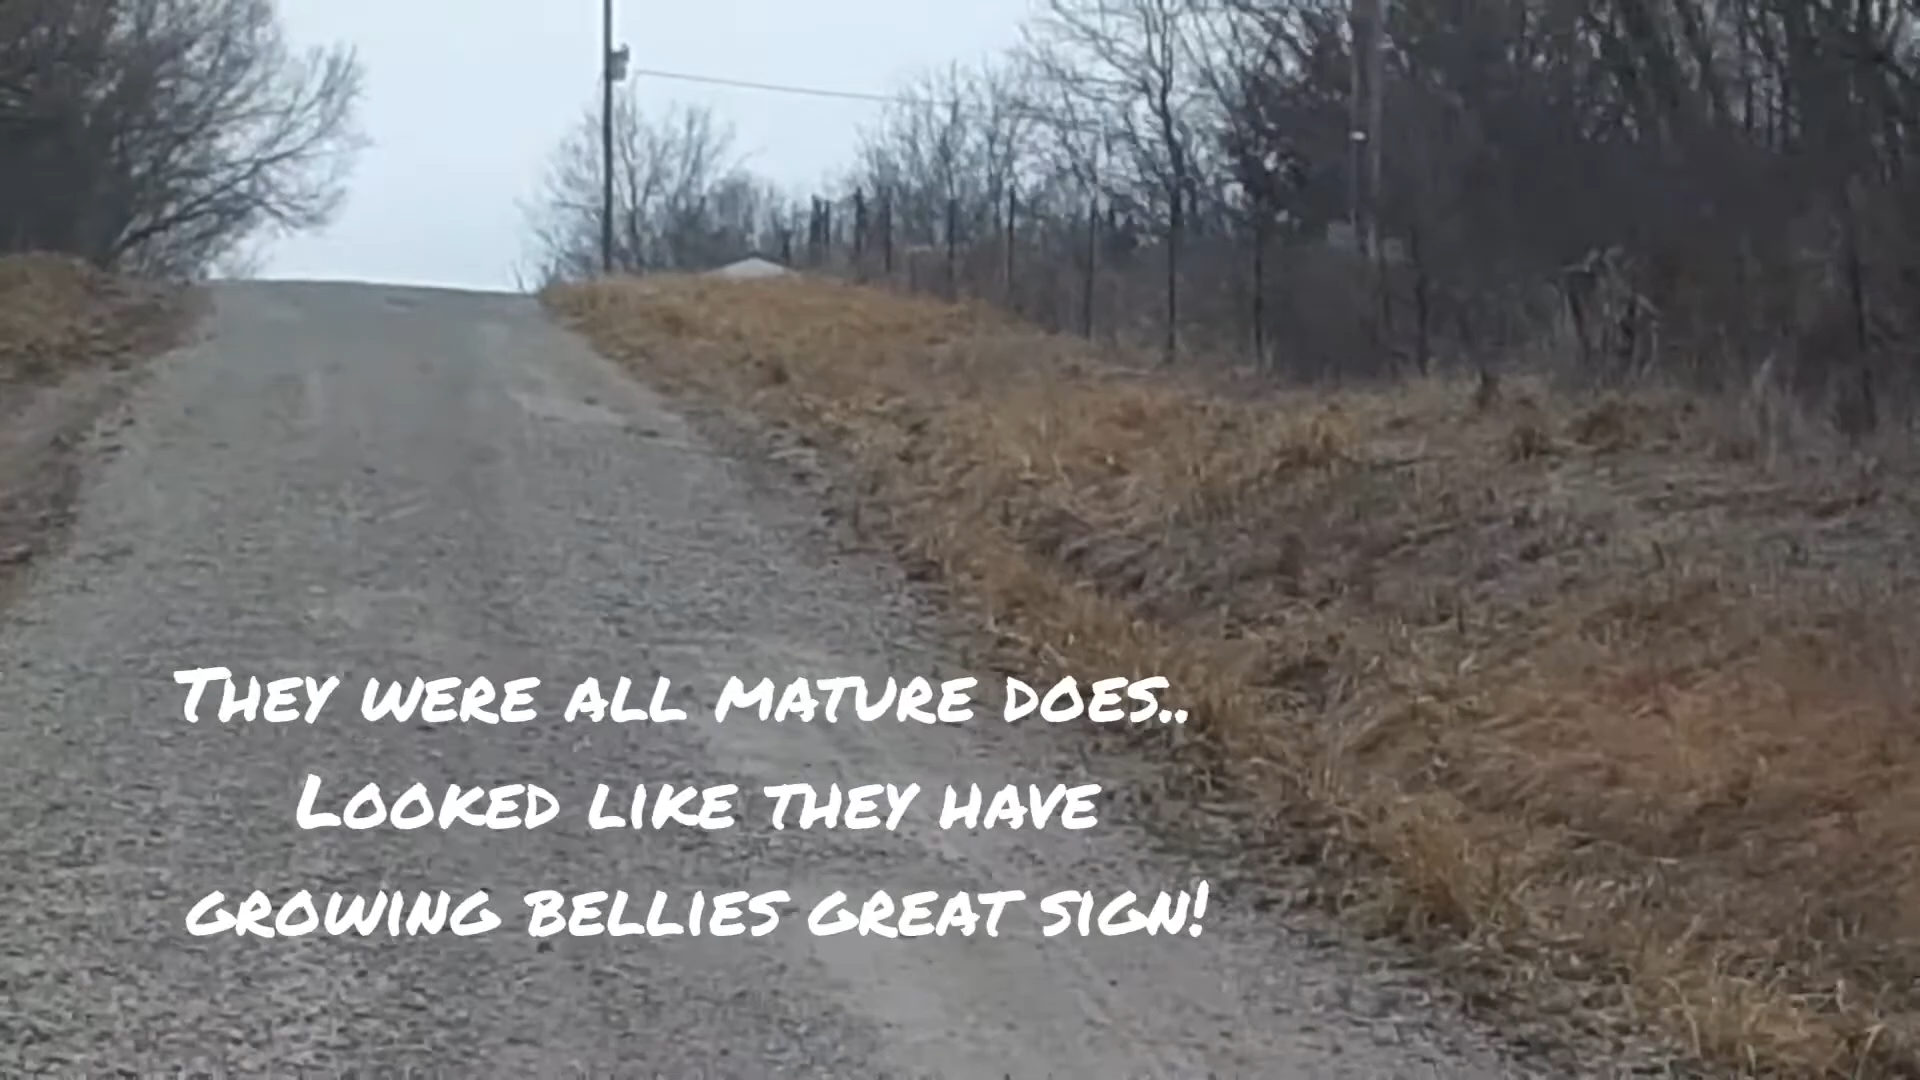 They were all mature does..
Looked like they have
growing bellies great sign!